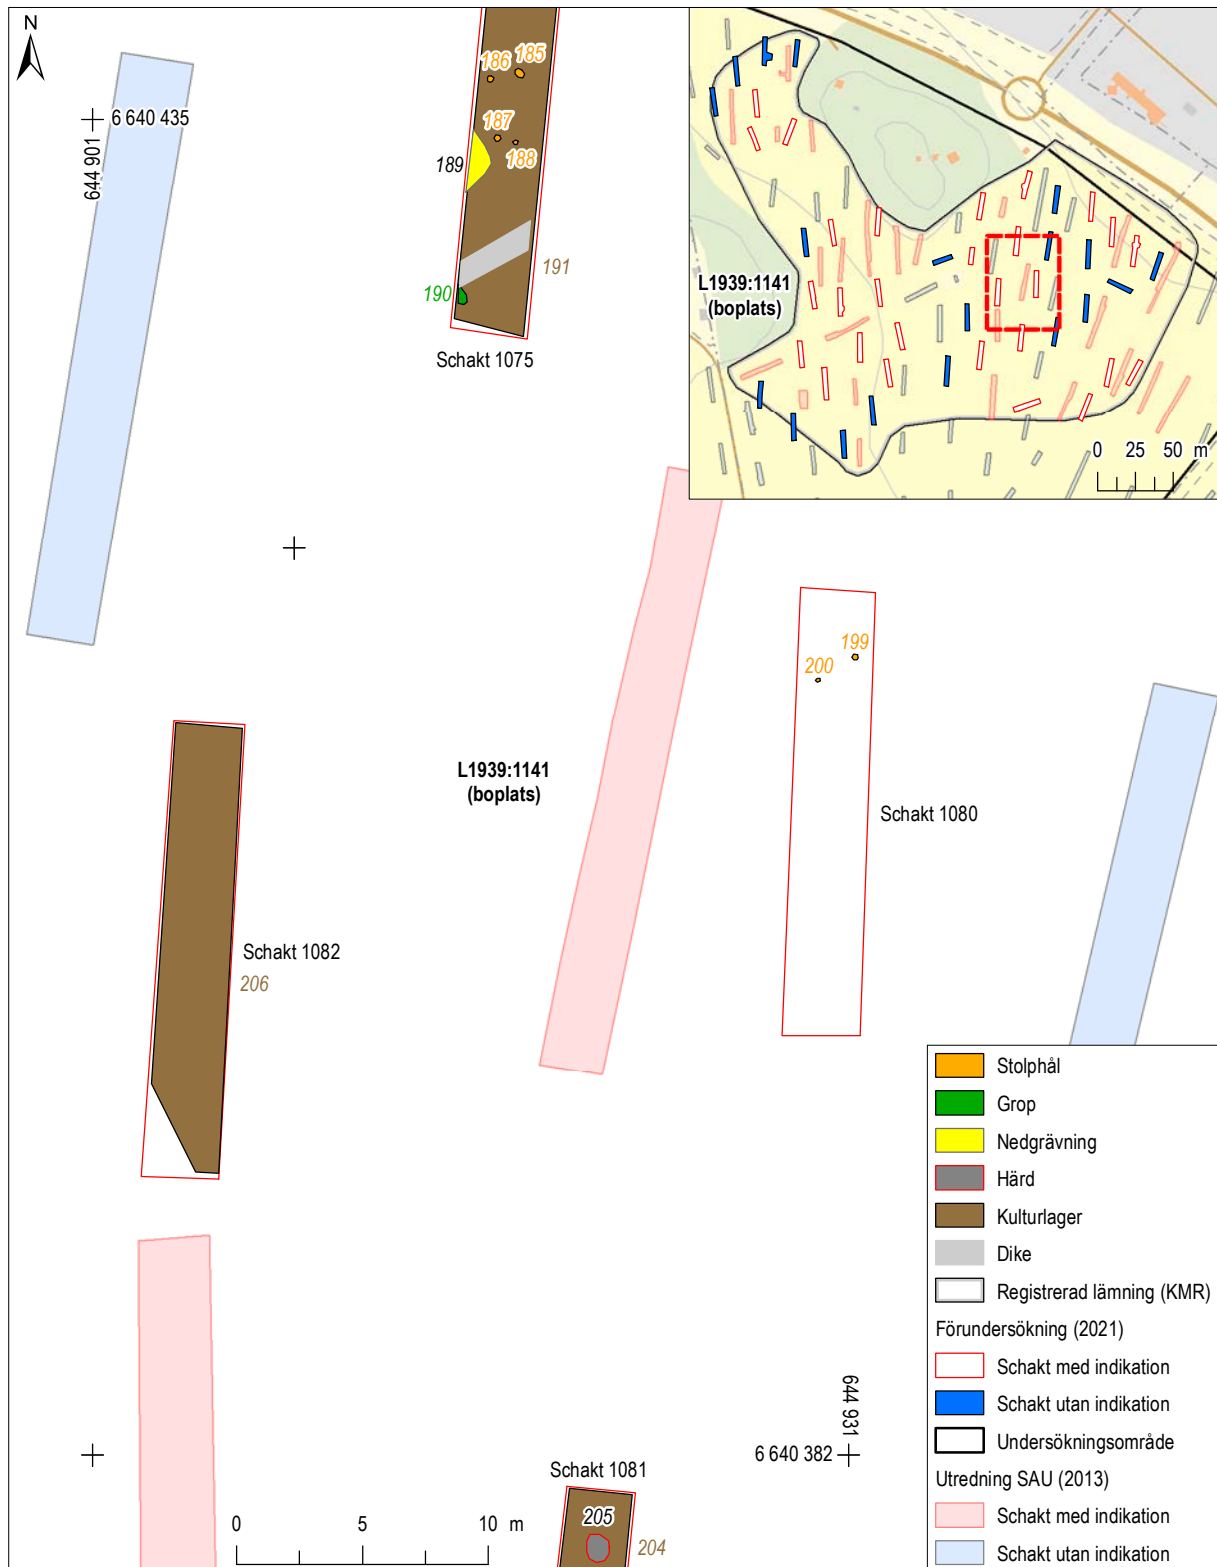 N
6 640 435
644 901
186
185
187
188
189
190
191
Schakt 1075
L1939:1141
(boplats)
0 25 50 m
199
200
L1939:1141
(boplats)
Schakt 1080
Schakt 1082
206
644 931
6 640 382
Schakt 1081
205
204
0 5 10 m
Stolphål
Grop
Nedgrävning
Härd
Kulturlager
Dike
Registrerad lämning (KMR)
Förundersökning (2021)
Schakt med indikation
Schakt utan indikation
Undersökningsområde
Utredning SAU (2013)
Schakt med indikation
Schakt utan indikation